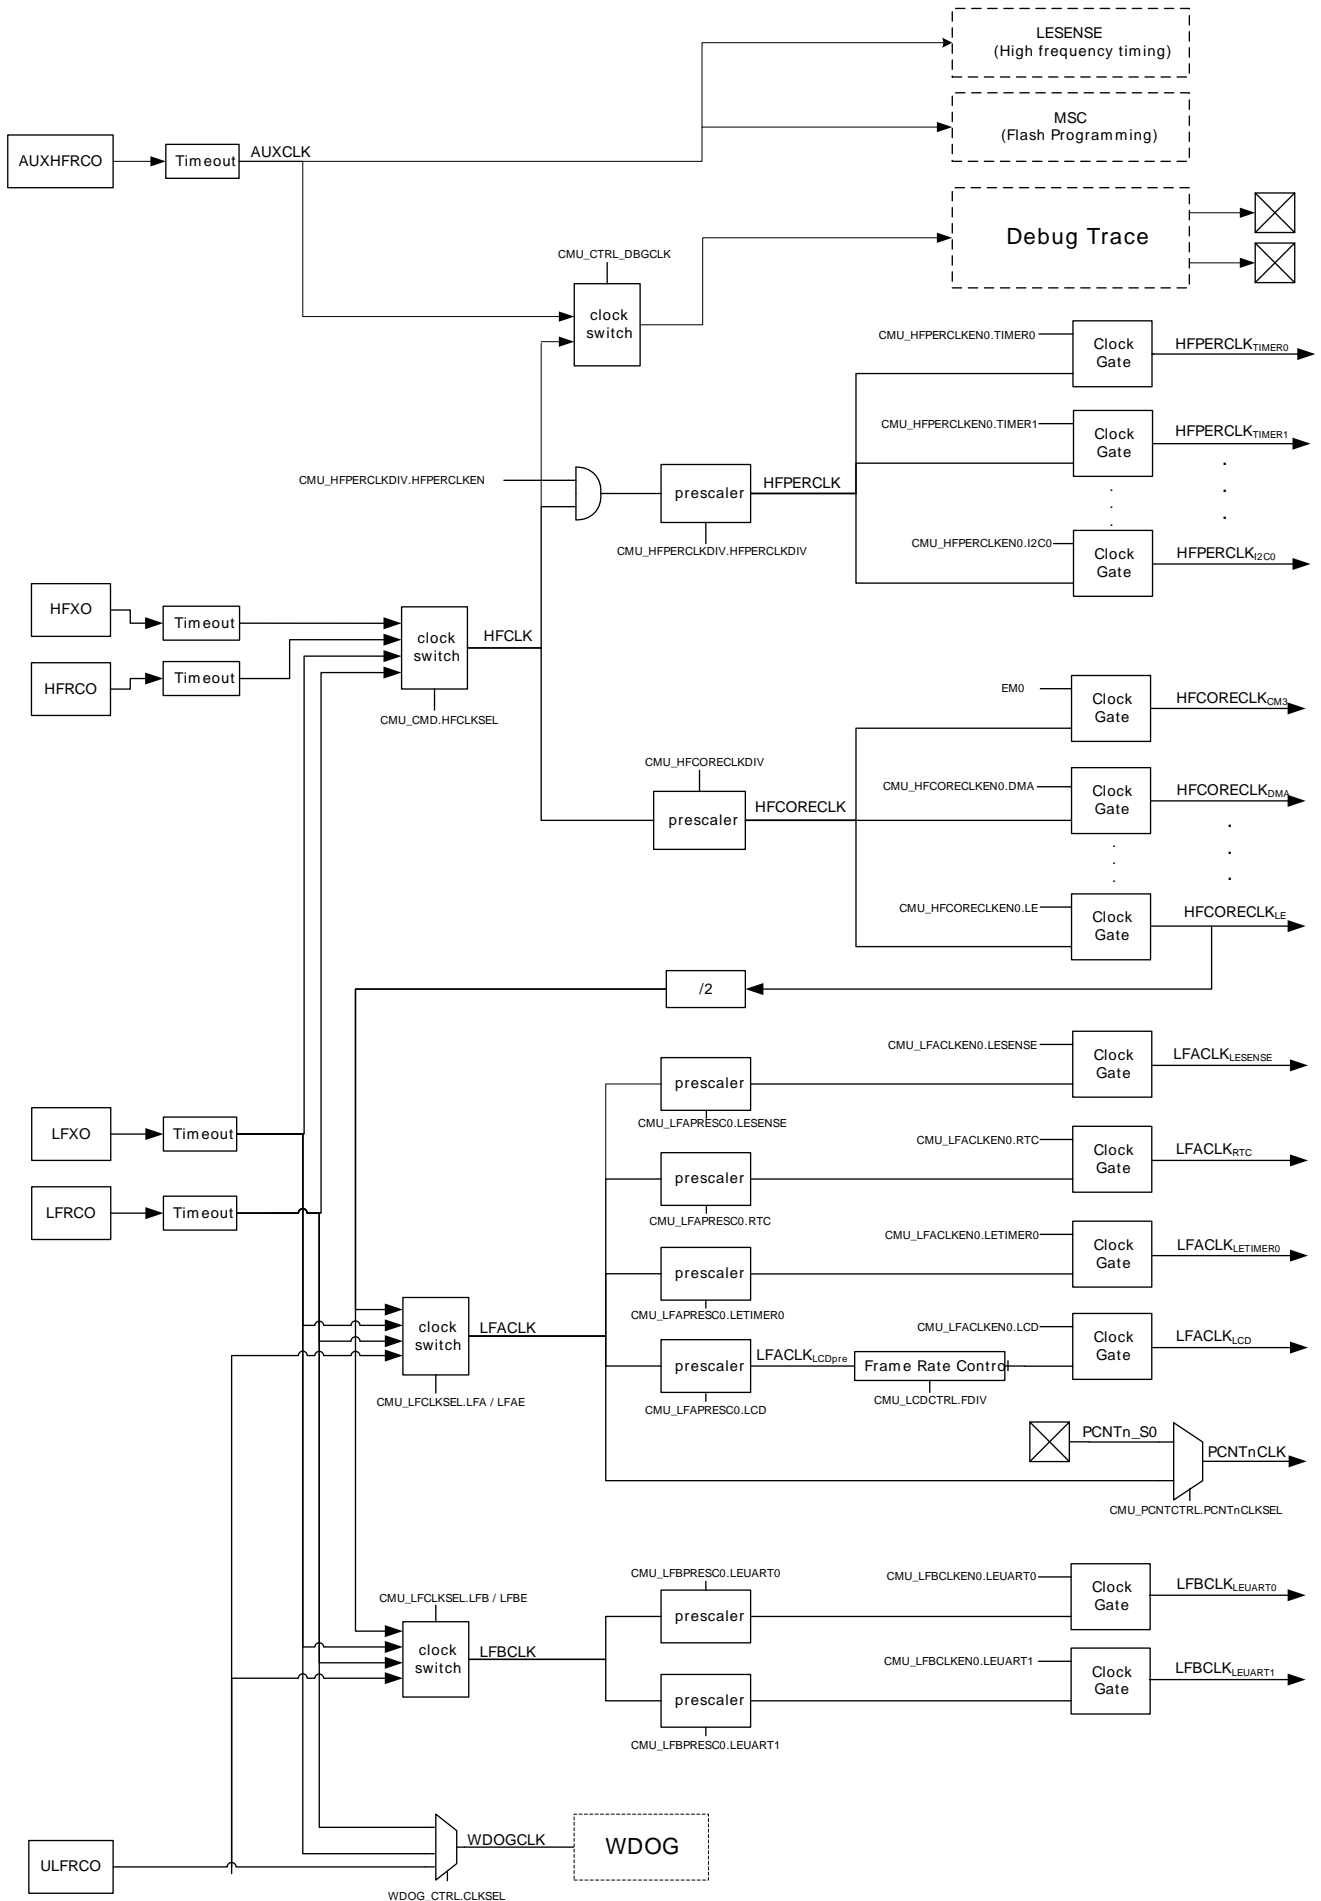 LESENSE
(High frequency timing)
MSC
(Flash Programming)
AUXHFRCO
Timeout
AUXCLK
Debug Trace
CMU_CTRL_DBGCLK
clock
switch
CMU_HFPERCLKEN0.TIMER0
Clock
Gate
HFPERCLKTIMER0
CMU_HFPERCLKEN0.TIMER1
Clock
Gate
HFPERCLKTIMER1
CMU_HFPERCLKDIV.HFPERCLKEN
prescaler
HFPERCLK
CMU_HFPERCLKDIV.HFPERCLKDIV
CMU_HFPERCLKEN0.I2C0
Clock
Gate
HFPERCLKI2C0
HFXO
Timeout
HFRCO
Timeout
clock
switch
HFCLK
CMU_CMD.HFCLKSEL
EM0
Clock
Gate
HFCORECLKCM3
CMU_HFCORECLKDIV
prescaler
HFCORECLK
CMU_HFCORECLKEN0.DMA
Clock
Gate
HFCORECLKDMA
CMU_HFCORECLKEN0.LE
Clock
Gate
HFCORECLKLE
/2
CMU_LFACLKEN0.LESENSE
Clock
Gate
LFACLKLESENSE
prescaler
CMU_LFAPRESC0.LESENSE
LFXO
Timeout
CMU_LFACLKEN0.RTC
Clock
Gate
LFACLKRTC
prescaler
CMU_LFAPRESC0.RTC
LFRCO
Timeout
CMU_LFACLKEN0.LETIMER0
Clock
Gate
LFACLKLETIMER0
prescaler
CMU_LFAPRESC0.LETIMER0
clock
switch
LFACLK
CMU_LFCLKSEL.LFA / LFAE
CMU_LFACLKEN0.LCD
Clock
Gate
LFACLKLCD
prescaler
LFACLKLCDpre
Frame Rate Control
CMU_LFAPRESC0.LCD
CMU_LCDCTRL.FDIV
PCNTn_S0
PCNTnCLK
CMU_PCNTCTRL.PCNTnCLKSEL
CMU_LFCLKSEL.LFB / LFBE
clock
switch
LFBCLK
CMU_LFBPRESC0.LEUART0
prescaler
CMU_LFBCLKEN0.LEUART0
Clock
Gate
LFBCLKLEUART0
prescaler
CMU_LFBPRESC0.LEUART1
CMU_LFBCLKEN0.LEUART1
Clock
Gate
LFBCLKLEUART1
ULFRCO
WDOGCLK
WDOG
WDOG_CTRL.CLKSEL